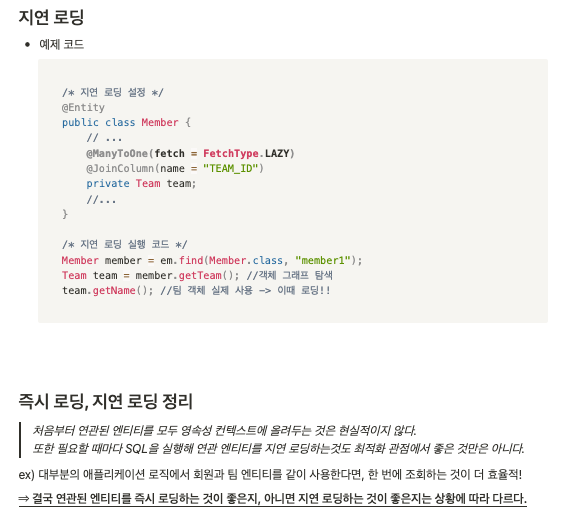 지연 로딩
• 예제 코드
/* 지연 로딩 설정 */
@Entity
public class Member {
    // ...
    @ManyToOne(fetch = FetchType.LAZY)
    @JoinColumn(name = "TEAM_ID")
    private Team team;
    //...
}

/* 지연 로딩 실행 코드 */
Member member = em.find(Member.class, "member1");
Team team = member.getTeam(); //객체 그래프 탐색
team.getName(); //팀 객체 실제 사용 -> 이때 로딩!!

즉시 로딩, 지연 로딩 정리
처음부터 연관된 엔티티를 모두 영속성 컨텍스트에 올려두는 것은 현실적이지 않다.
또한 필요할 때마다 SQL을 실행해 연관 엔티티를 지연 로딩하는것도 최적화 관점에서 좋은 것만은 아니다.
ex) 대부분의 애플리케이션 로직에서 회원과 팀 엔티티를 같이 사용한다면, 한 번에 조회하는 것이 더 효율적!
⇒ 결국 연관된 엔티티를 즉시 로딩하는 것이 좋은지, 아니면 지연 로딩하는 것이 좋은지는 상황에 따라 다르다.